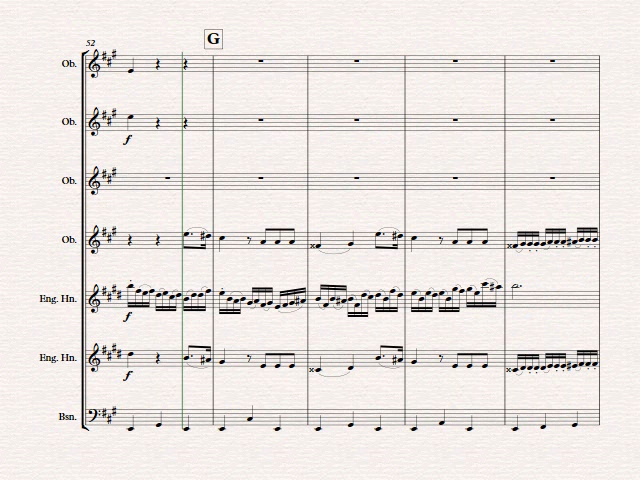 52
G
Ob.
Ob.
f
Ob.
Ob.
Eng. Hn.
f
Eng. Hn.
f
Bsn.